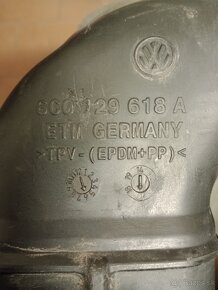 6C0 129 618 A
ETM GERMANY
>TPV-(EPDM+PP)<